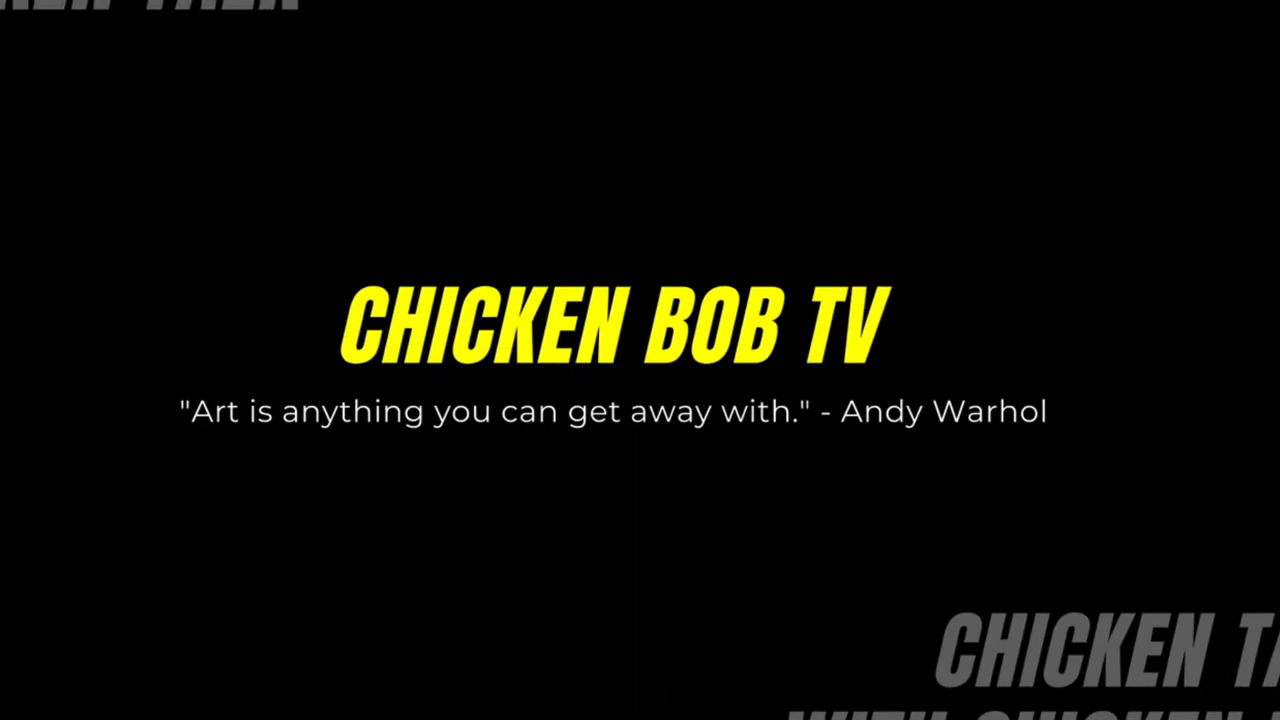 CHICKEN BOB TV
"Art is anything you can get away with." - Andy Warhol
CHICKEN